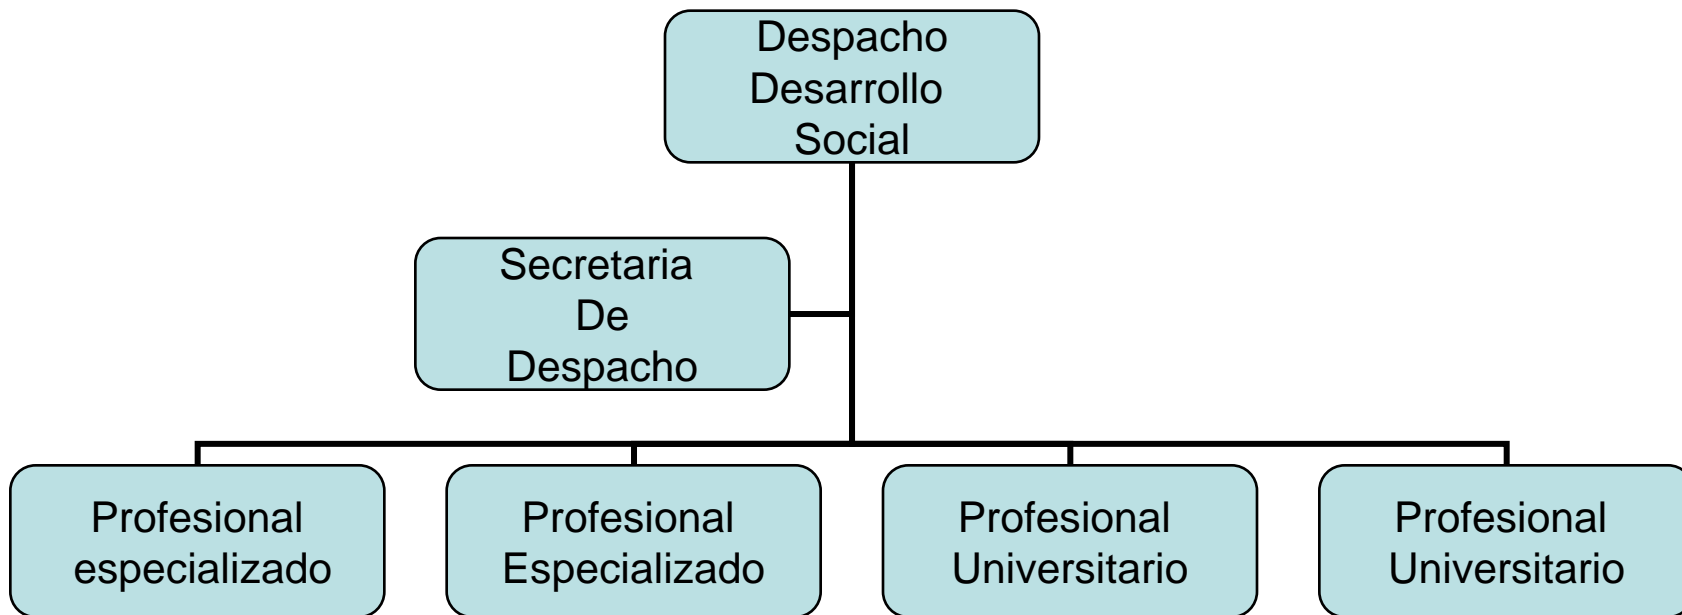 Despacho
Desarrollo
Social
Secretaria
De
Despacho
Profesional
especializado
Profesional
Especializado
Profesional
Universitario
Profesional
Universitario